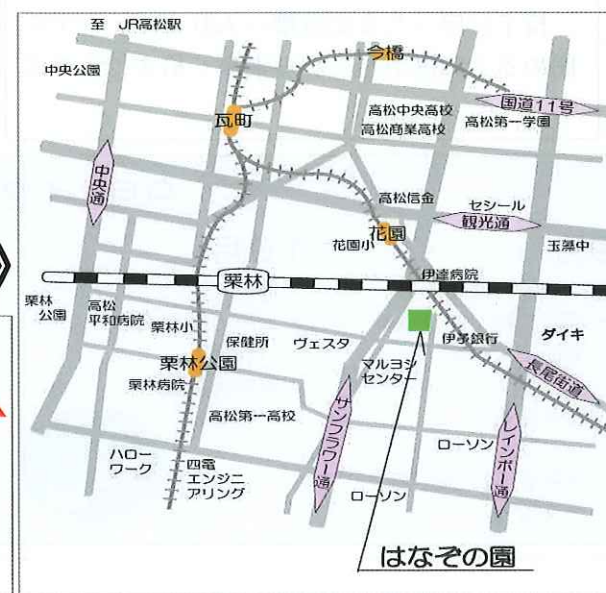 至 JR高松駅
中央公園
今橋
国道11号
高松中央高校
高松商業高校
高松第一学園
瓦町
中央通
高松信金
セシール
観光通
花園
花園小
玉藻中
伊達病院
栗林
栗林
公園
高松
平和病院
栗林小
保健所
ヴェスタ
伊予銀行
ダイキ
栗林公園
栗林病院
マルヨシ
センター
長尾街道
サンフラワー通
高松第一高校
レインボー通
ローソン
ハロー
ワーク
四電
エンジニ
アリング
ローソン
はなぞの園